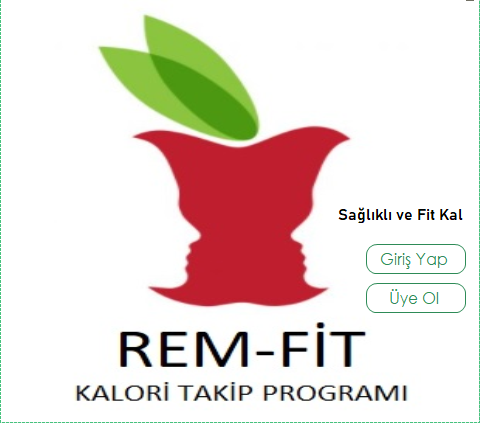 Sağlıklı ve Fit Kal
Giriş Yap
Üye Ol
REM-FİT
KALORİ TAKİP PROGRAMI